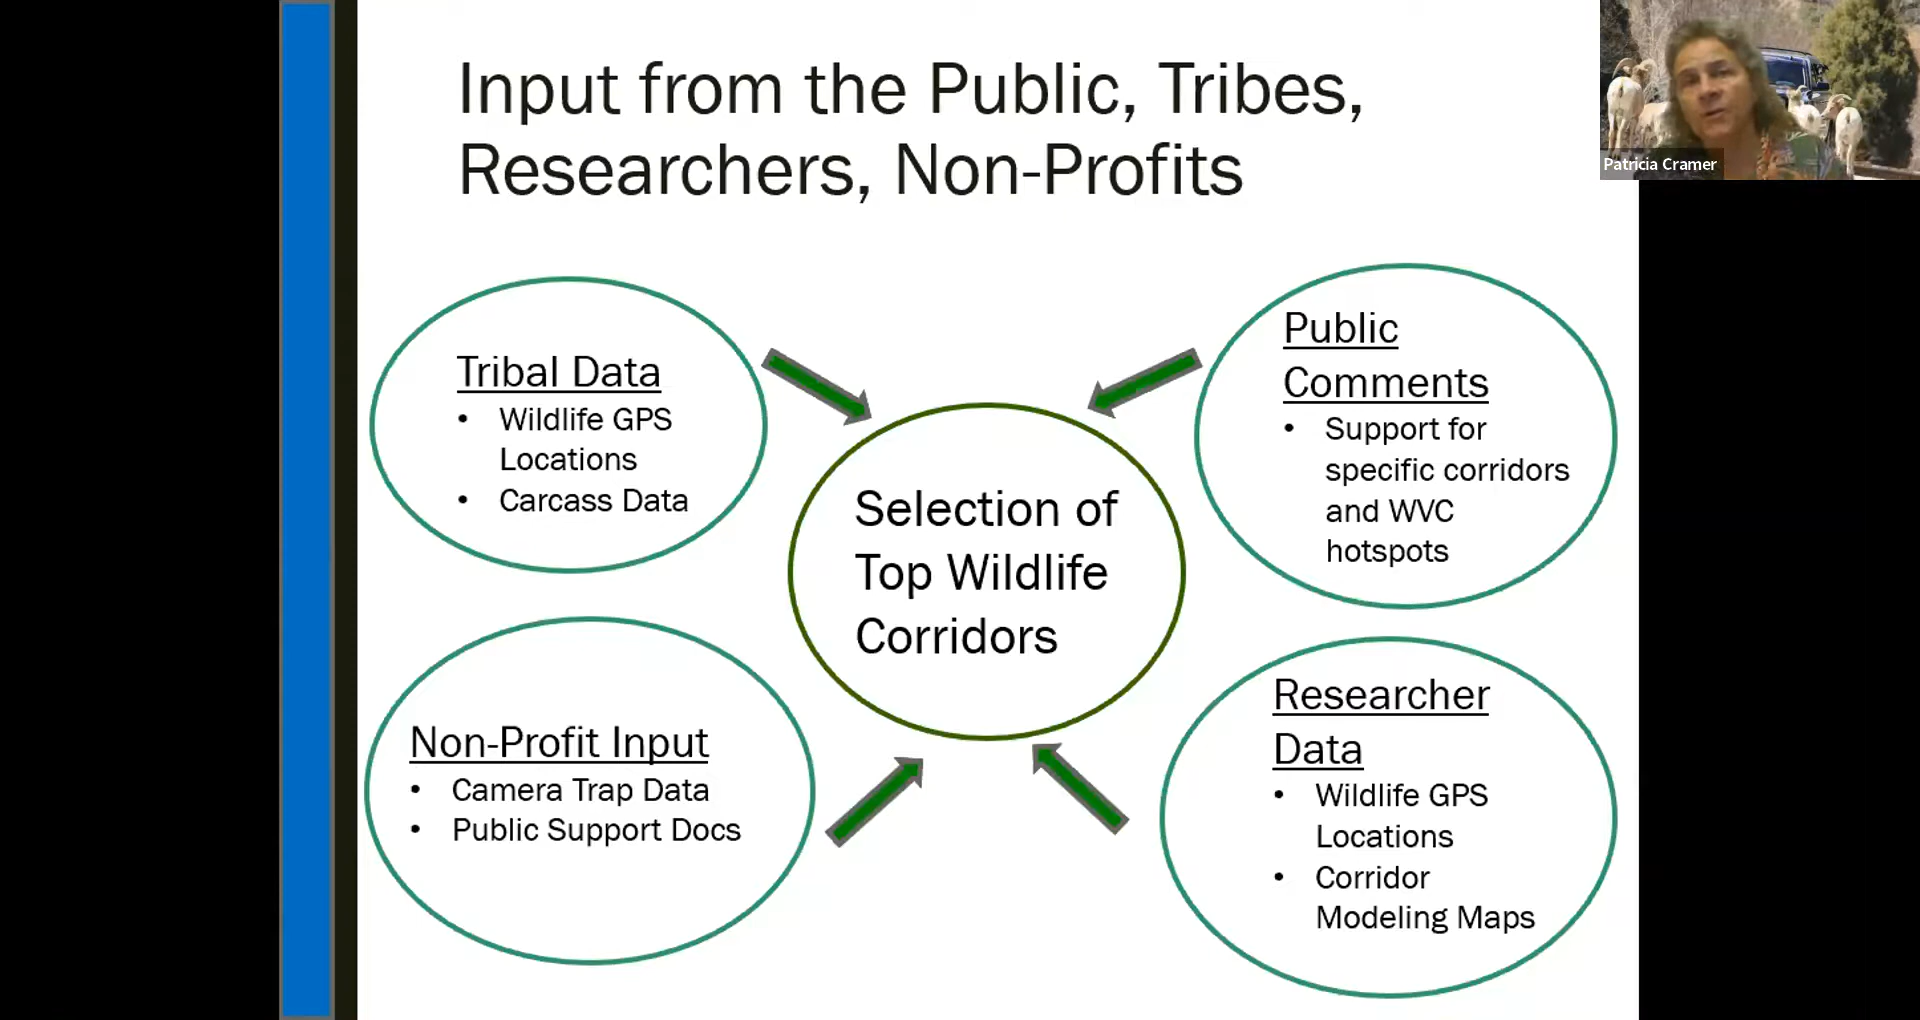 Input from the Public, Tribes,
Researchers, Non-Profits
Patricia Cramer
Tribal Data
• Wildlife GPS
Locations
• Carcass Data
Public
Comments
• Support for
specific corridors
and WVC
hotspots
Selection of
Top Wildlife
Corridors
Non-Profit Input
• Camera Trap Data
• Public Support Docs
Researcher
Data
• Wildlife GPS
Locations
• Corridor
Modeling Maps